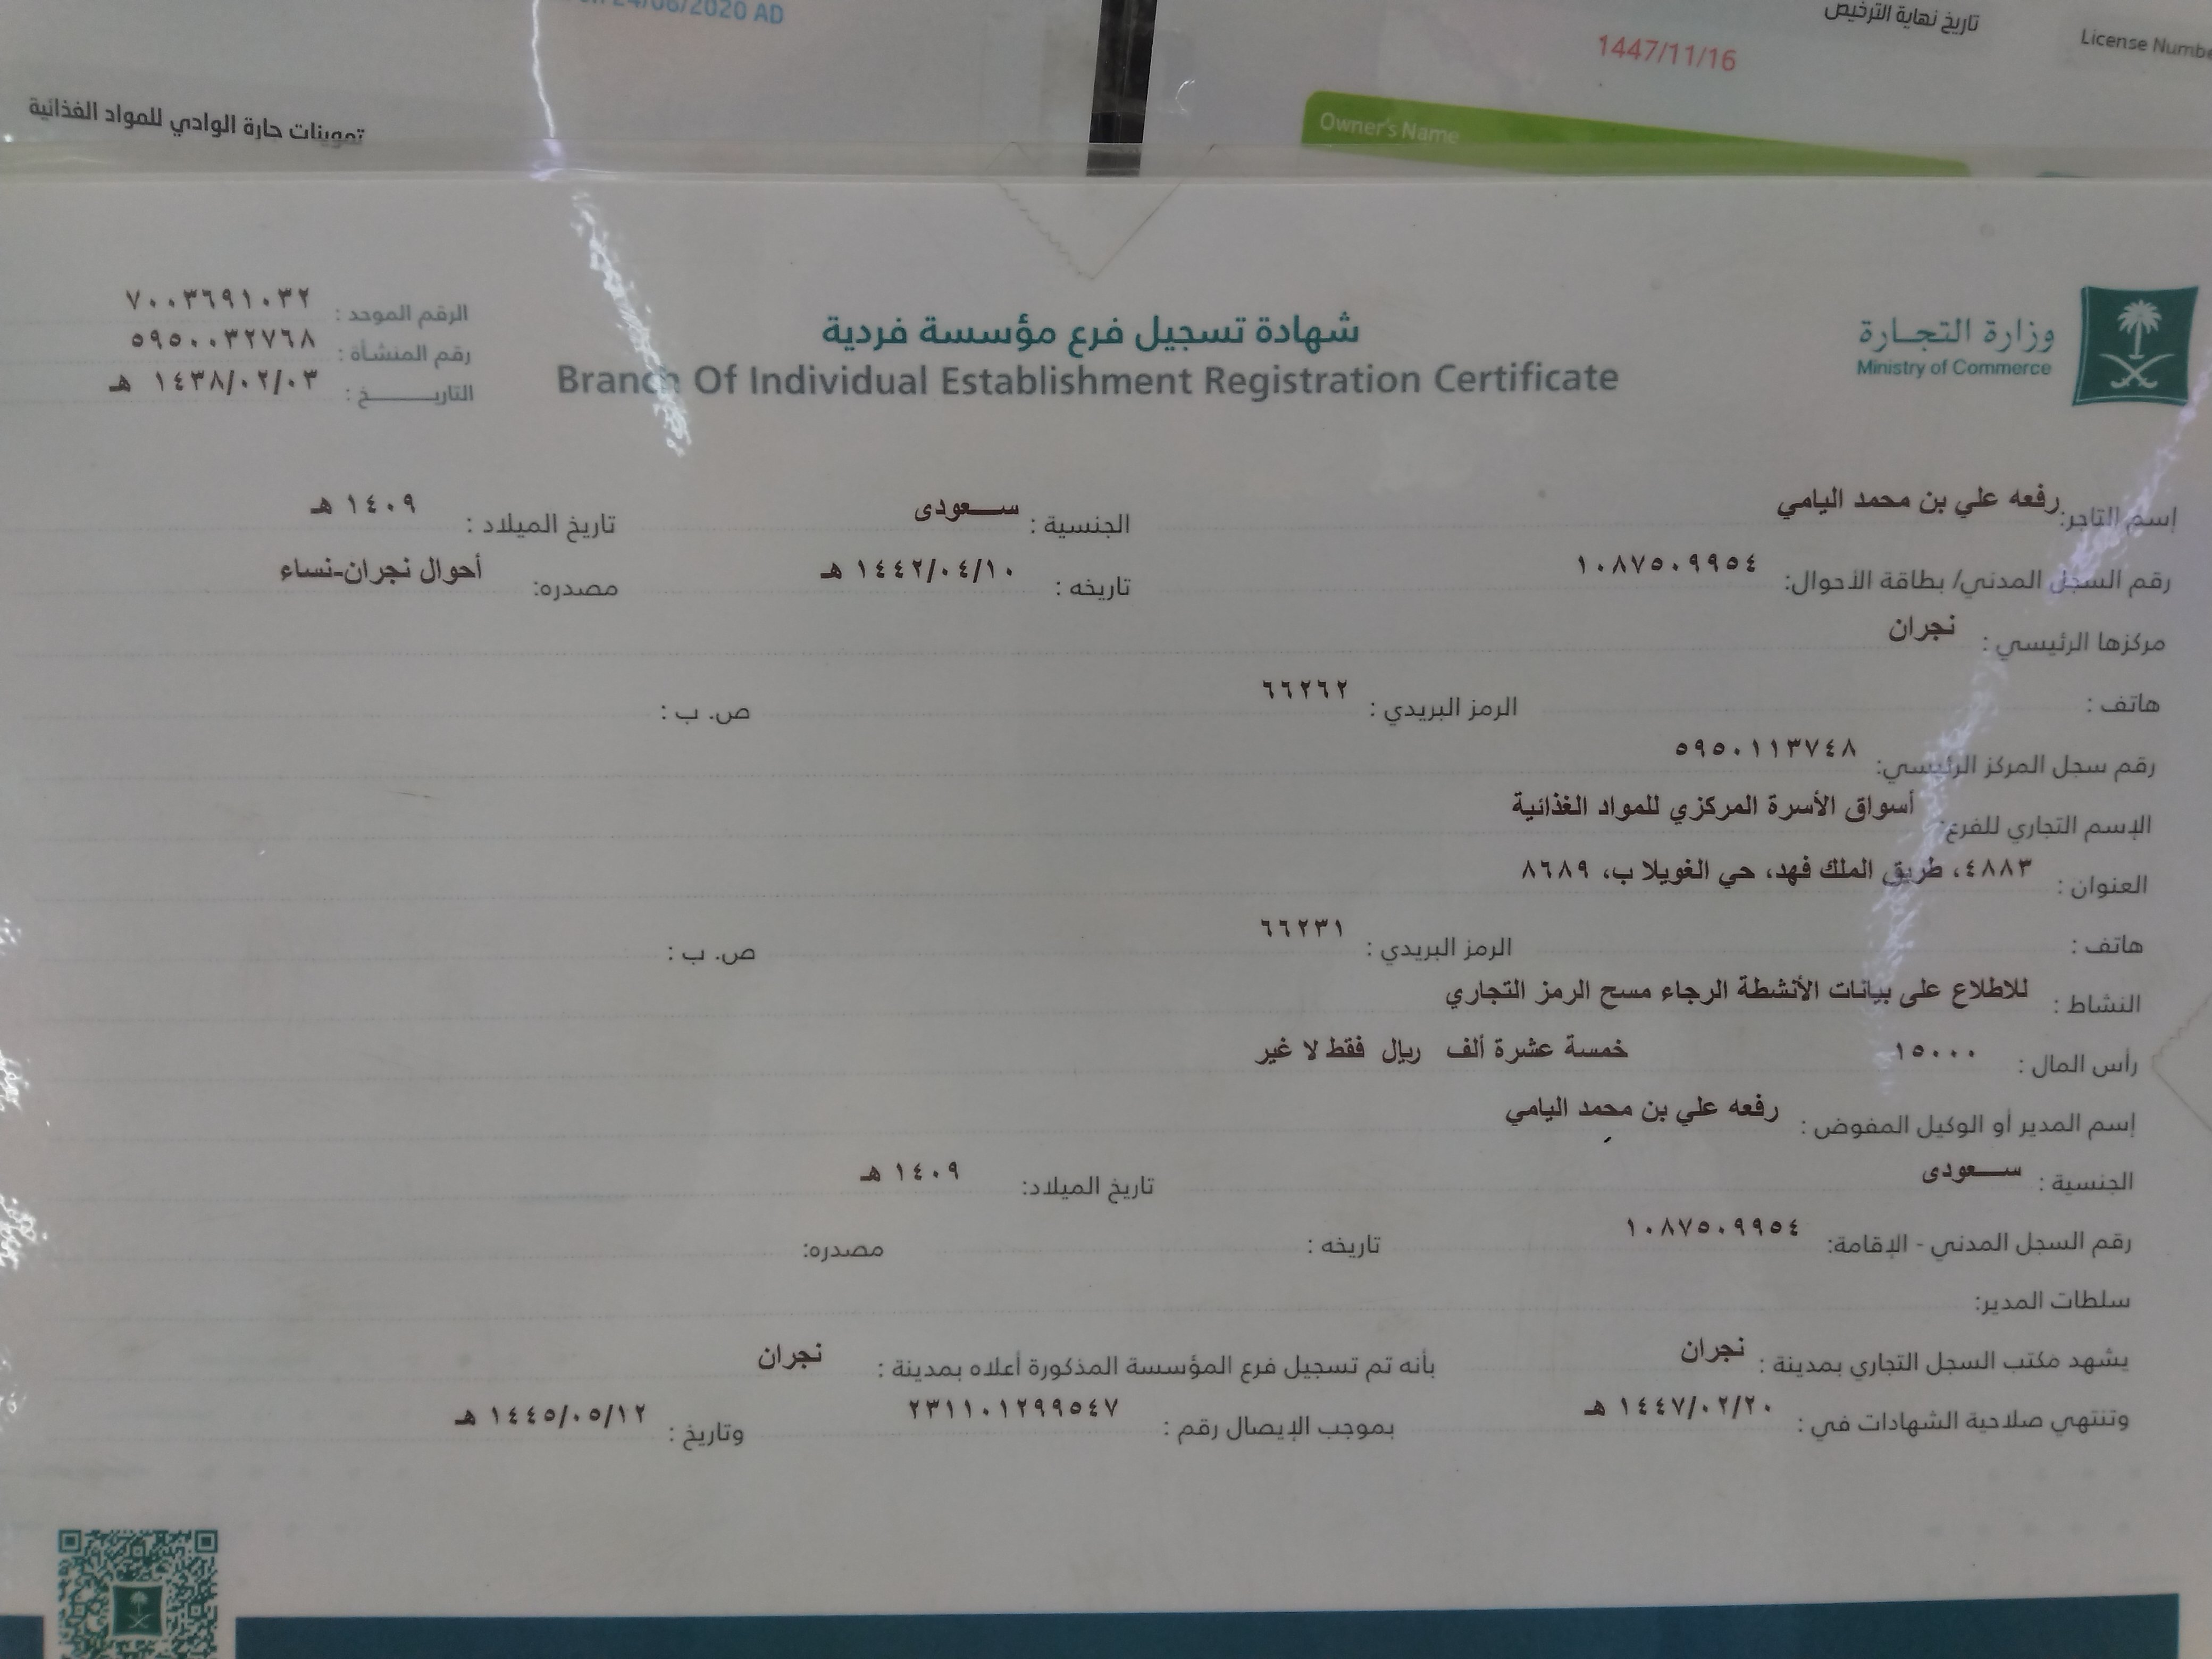 24/06/2020 AD
تاريخ نهاية الترخيص
License
1447/11/16
Owner's Name
تموينات حارة الوادي للمواد الغذائية
وزارة التجارة
Ministry of Commerce
شهادة تسجيل فرع مؤسسة فردية
Branch Of Individual Establishment Registration Certificate
الرقم الموحد : ٧٠٠٣٦٩١٠٣٢
رقم المنشأة : ٥٩٥٠٠٣٢٧٦٨
التاريـــــــخ : ١٤٣٨/٠٢/٠٣ هـ
إسم التاجر: رفعه علي بن محمد اليامي الجنسية : سـعودى تاريخ الميلاد : ١٤٠٩ هـ
رقم السجل المدني/ بطاقة الأحوال: ١٠٨٧٥٠٩٩٥٤ تاريخه : ١٤٤٢/٠٤/١٠ هـ مصدره: أحوال نجران-نساء
مركزها الرئيسي : نجران
هاتف : الرمز البريدي : ٦٦٢٦٢ ص. ب :
رقم سجل المركز الرئيسي: ٥٩٥٠١١٣٧٤٨
الإسم التجاري للفرع: أسواق الأسرة المركزي للمواد الغذائية
العنوان : ٤٨٨٣، طريق الملك فهد، حي الغويلا ب، ٨٦٨٩
هاتف : الرمز البريدي : ٦٦٢٣١ ص. ب :
النشاط : للاطلاع على بيانات الأنشطة الرجاء مسح الرمز التجاري
رأس المال : ١٥٠٠٠ خمسة عشرة ألف ريال فقط لا غير
إسم المدير أو الوكيل المفوض : رفعه علي بن محمد اليامي
الجنسية : سـعودى تاريخ الميلاد: ١٤٠٩ هـ
رقم السجل المدني - الإقامة: ١٠٨٧٥٠٩٩٥٤ تاريخه : مصدره:
سلطات المدير:
يشهد مكتب السجل التجاري بمدينة : نجران بأنه تم تسجيل فرع المؤسسة المذكورة أعلاه بمدينة : نجران
وتنتهي صلاحية الشهادات في : ١٤٤٧/٠٢/٢٠ هـ بموجب الإيصال رقم : ٢٣١١٠١٢٩٩٥٤٧ وتاريخ : ١٤٤٥/٠٥/١٢ هـ